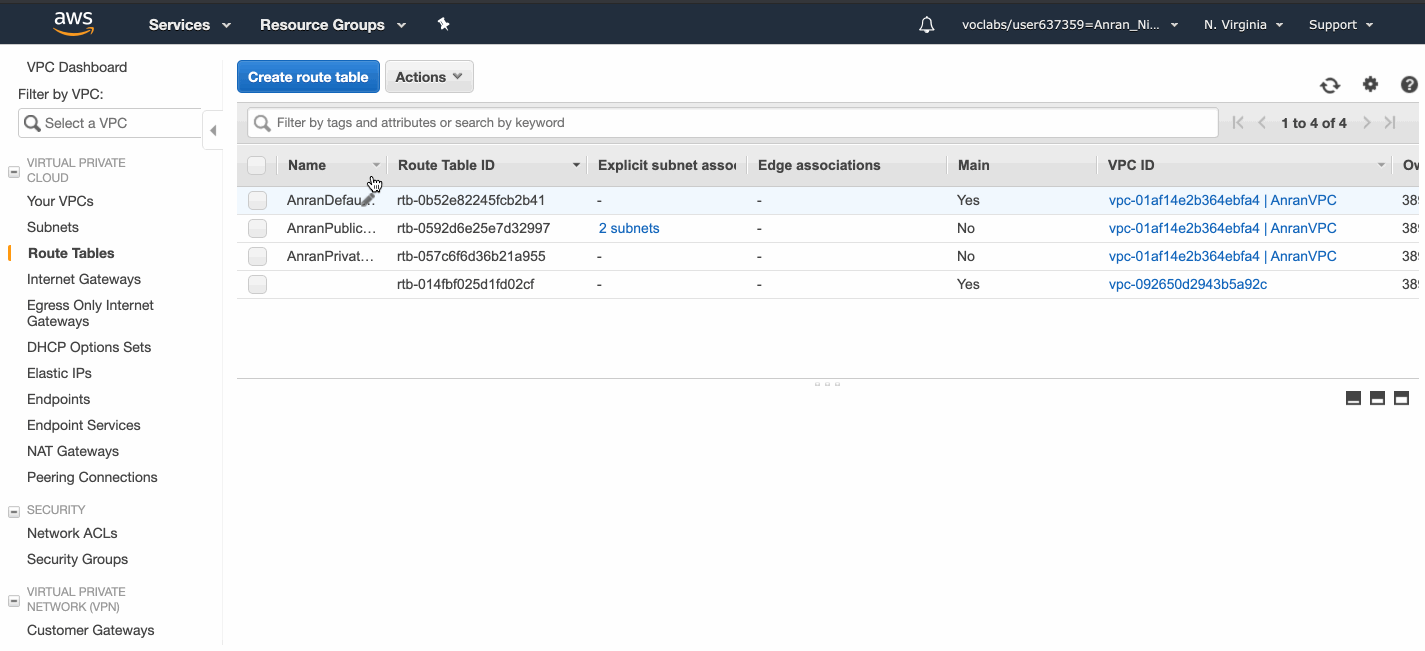 aws Services Resource Groups voclabs/user637359=Anran_Ni... N. Virginia Support
VPC Dashboard
Filter by VPC:
Select a VPC
VIRTUAL PRIVATE
CLOUD
Your VPCs
Subnets
Route Tables
Internet Gateways
Egress Only Internet
Gateways
DHCP Options Sets
Elastic IPs
Endpoints
Endpoint Services
NAT Gateways
Peering Connections
SECURITY
Network ACLs
Security Groups
VIRTUAL PRIVATE
NETWORK (VPN)
Customer Gateways
Create route table Actions
Filter by tags and attributes or search by keyword 1 to 4 of 4
Name Route Table ID Explicit subnet asso Edge associations Main VPC ID Ow
AnranDefau... rtb-0b52e82245fcb2b41 - - Yes vpc-01af14e2b364ebfa4 | AnranVPC 389
AnranPublic... rtb-0592d6e25e7d32997 2 subnets - No vpc-01af14e2b364ebfa4 | AnranVPC 389
AnranPrivat... rtb-057c6f6d36b21a955 - - No vpc-01af14e2b364ebfa4 | AnranVPC 389
rtb-014fbf025d1fd02cf - - Yes vpc-092650d2943b5a92c 389